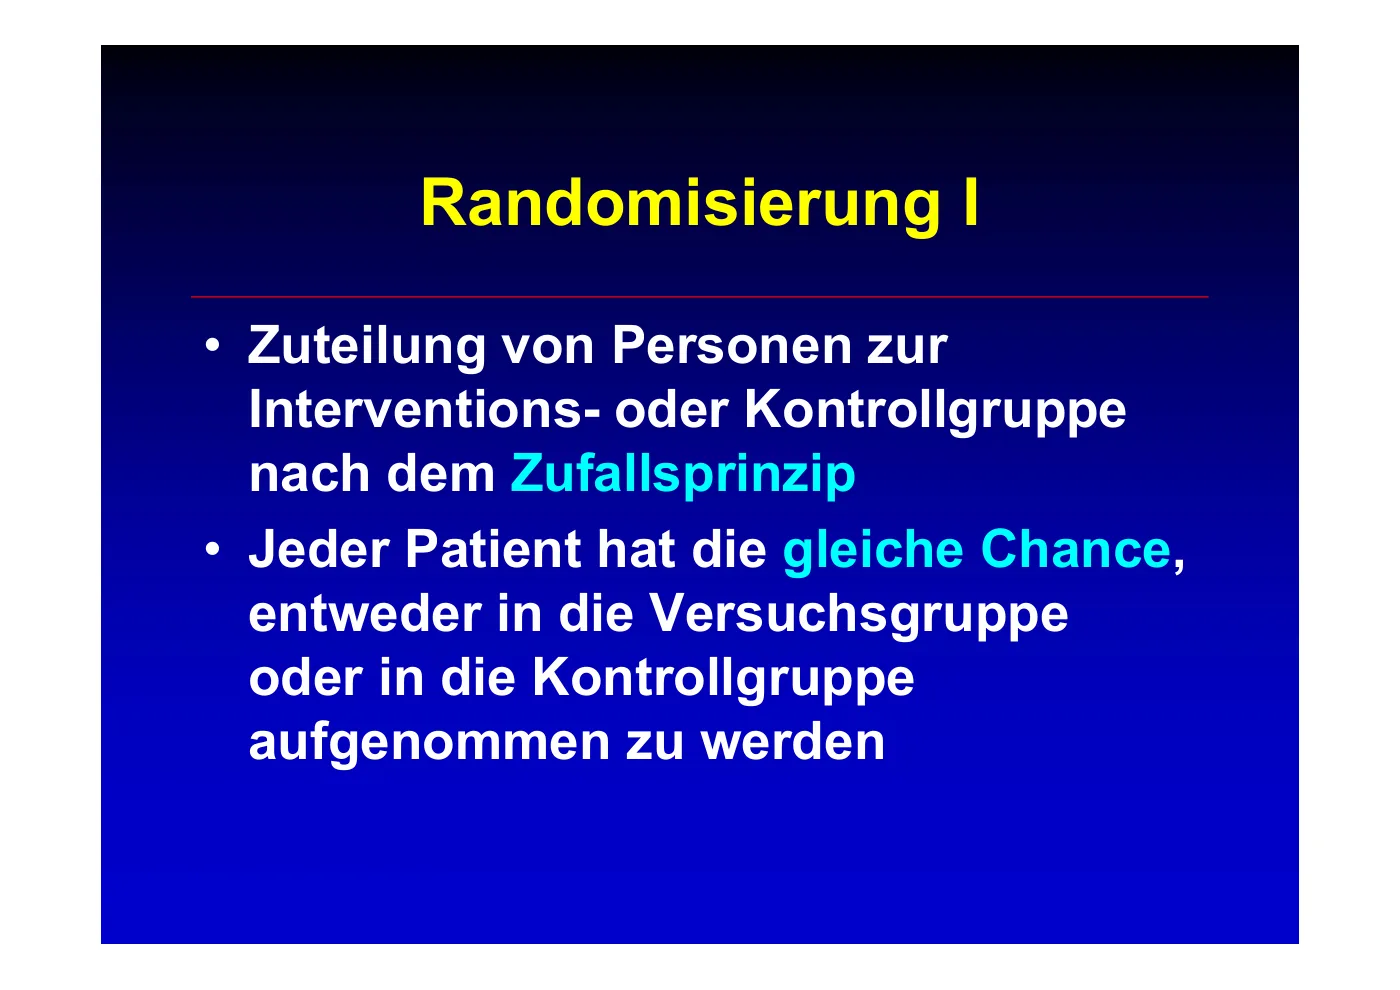 Randomisierung I
• Zuteilung von Personen zur
Interventions- oder Kontrollgruppe
nach dem Zufallsprinzip
• Jeder Patient hat die gleiche Chance,
entweder in die Versuchsgruppe
oder in die Kontrollgruppe
aufgenommen zu werden